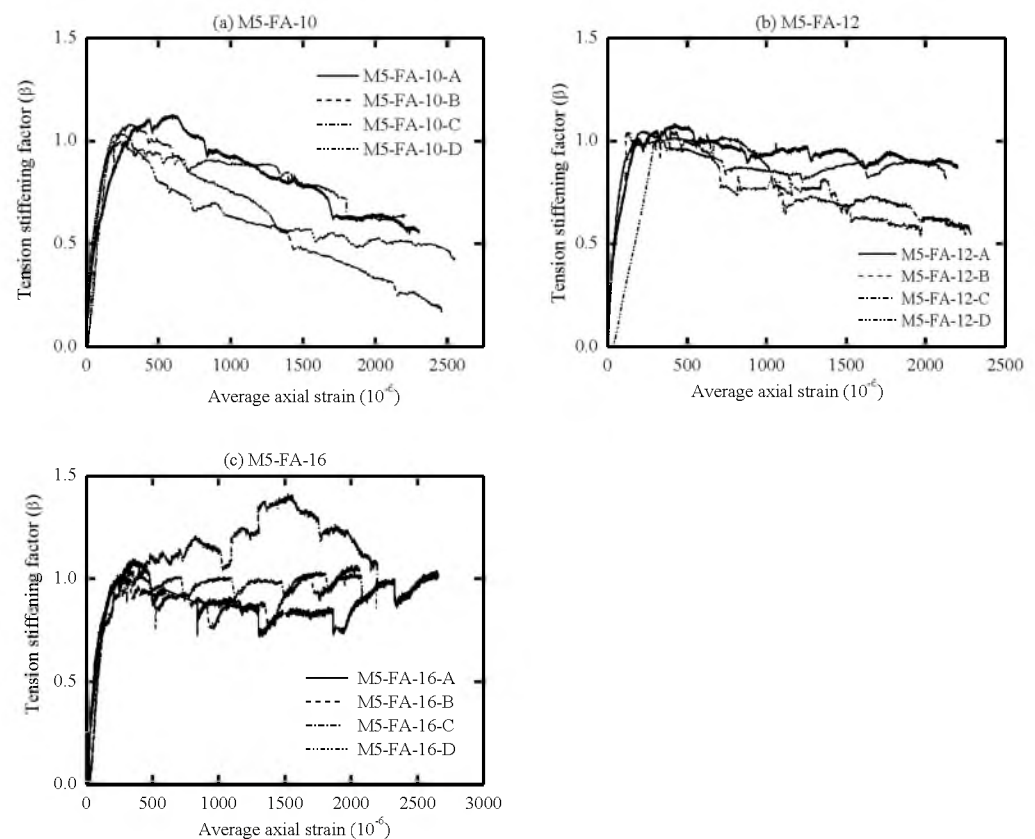 (a) M5-FA-10
1.5
1.0
0.5
0.0
Tension stiffening factor (β)
M5-FA-10-A
M5-FA-10-B
M5-FA-10-C
M5-FA-10-D
0 500 1000 1500 2000 2500
Average axial strain (10⁻⁶)
(b) M5-FA-12
1.5
1.0
0.5
0.0
Tension stiffening factor (β)
M5-FA-12-A
M5-FA-12-B
M5-FA-12-C
M5-FA-12-D
0 500 1000 1500 2000 2500
Average axial strain (10⁻⁶)
(c) M5-FA-16
1.5
1.0
0.5
0.0
Tension stiffening factor (β)
M5-FA-16-A
M5-FA-16-B
M5-FA-16-C
M5-FA-16-D
0 500 1000 1500 2000 2500 3000
Average axial strain (10⁻⁶)